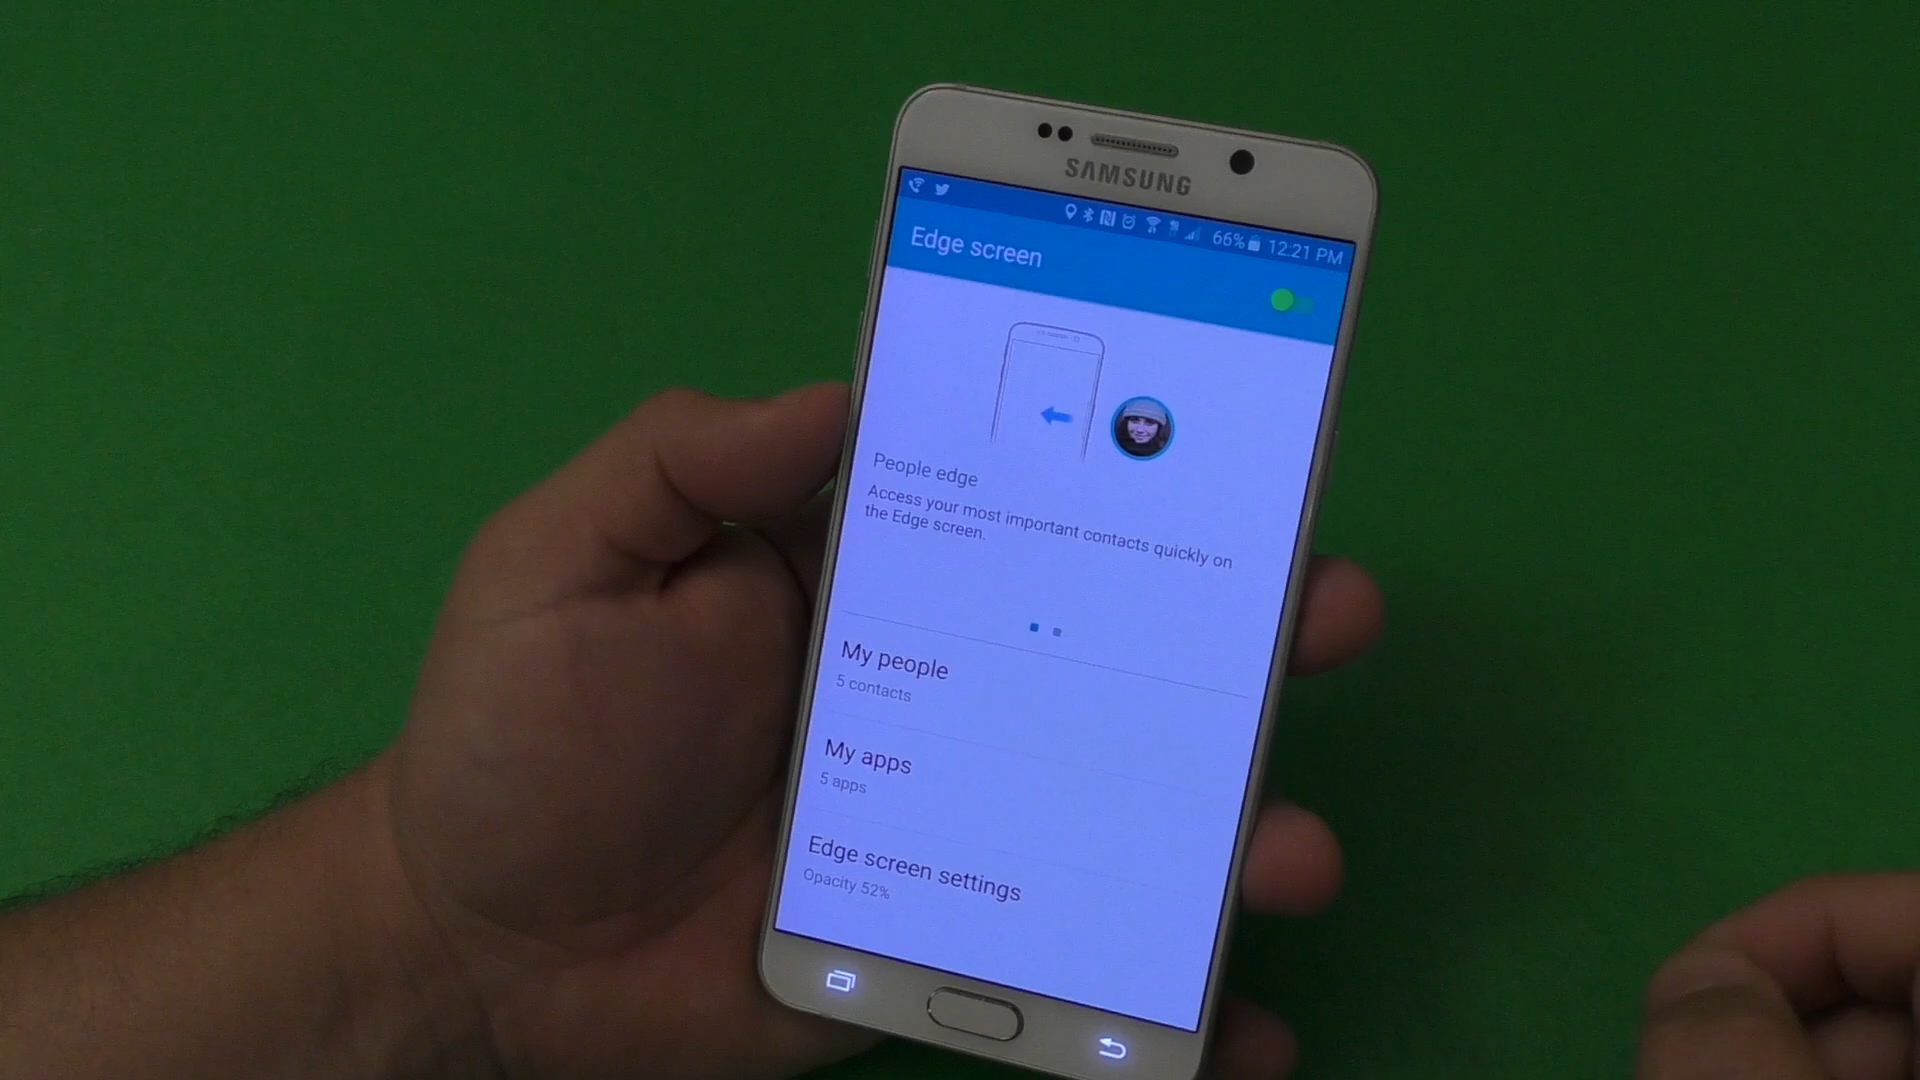 SAMSUNG
66% 12:21 PM
Edge screen
People edge
Access your most important contacts quickly on
the Edge screen.
My people
5 contacts
My apps
5 apps
Edge screen settings
Opacity 52%